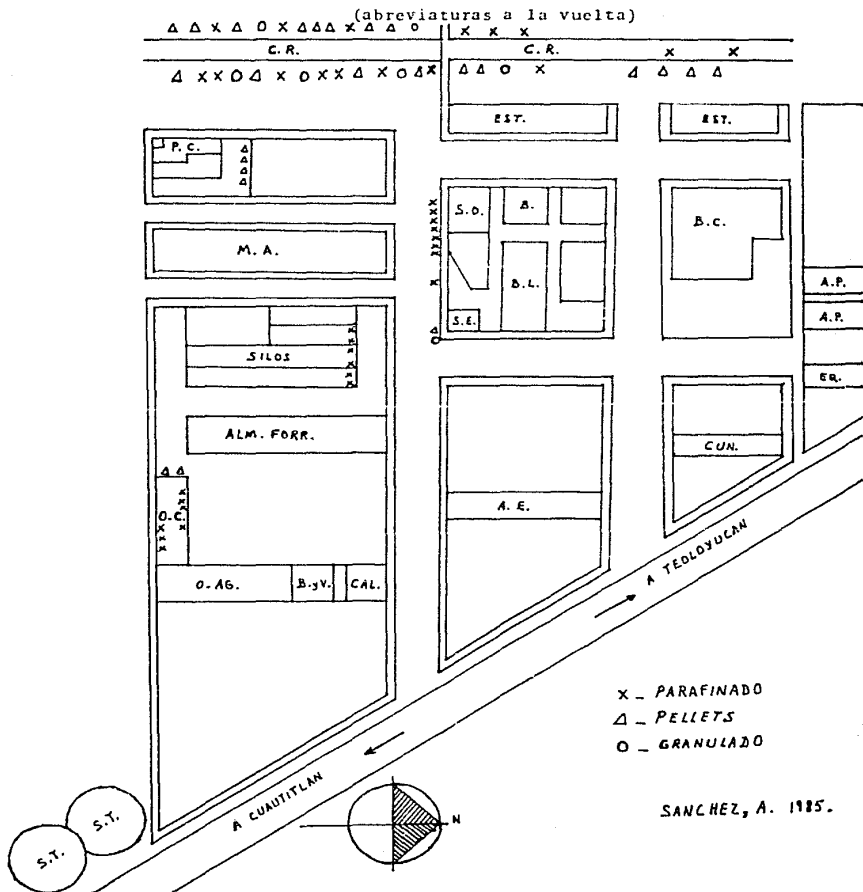 (abreviaturas a la vuelta)
C.R.
C.R.
EST.
EST.
P.C.
S.O.
B.
B.C.
M.A.
B.L.
A.P.
S.E.
A.P.
SILOS
EQ.
ALM. FORR.
CUN.
O.C.
A.E.
O-AG.
B.yV.
CAL.
A TEOLOYUCAN
x _ PARAFINADO
Δ _ PELLETS
O _ GRANULADO
A CUAUTITLAN
N
S.T.
S.T.
SANCHEZ, A. 1985.